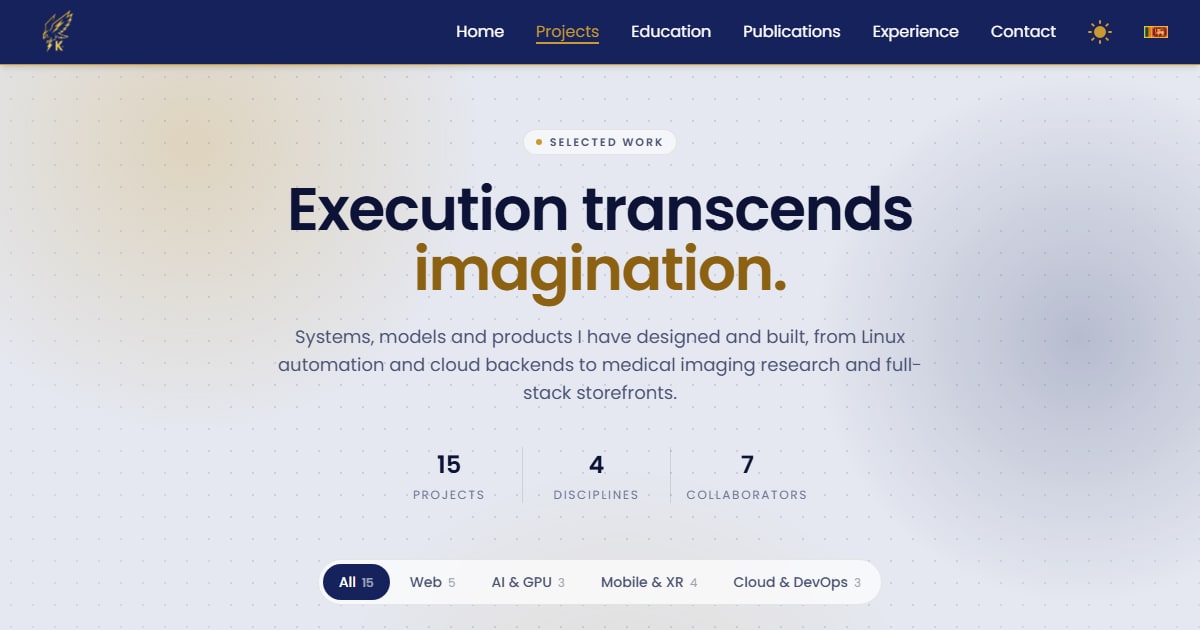 K
Home Projects Education Publications Experience Contact
SELECTED WORK
Execution transcends
imagination.
Systems, models and products I have designed and built, from Linux
automation and cloud backends to medical imaging research and full-
stack storefronts.
15 4 7
PROJECTS DISCIPLINES COLLABORATORS
All 15 Web 5 AI & GPU 3 Mobile & XR 4 Cloud & DevOps 3